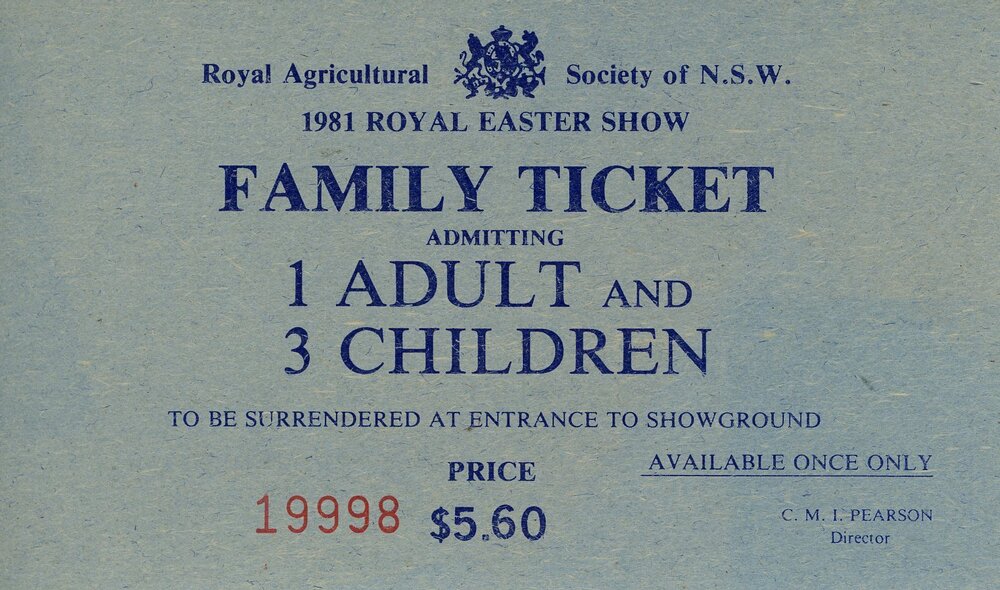 Royal Agricultural Society of N.S.W.
1981 ROYAL EASTER SHOW
FAMILY TICKET
ADMITTING
1 ADULT AND
3 CHILDREN
TO BE SURRENDERED AT ENTRANCE TO SHOWGROUND
PRICE
AVAILABLE ONCE ONLY
19998 $5.60
C. M. I. PEARSON
Director